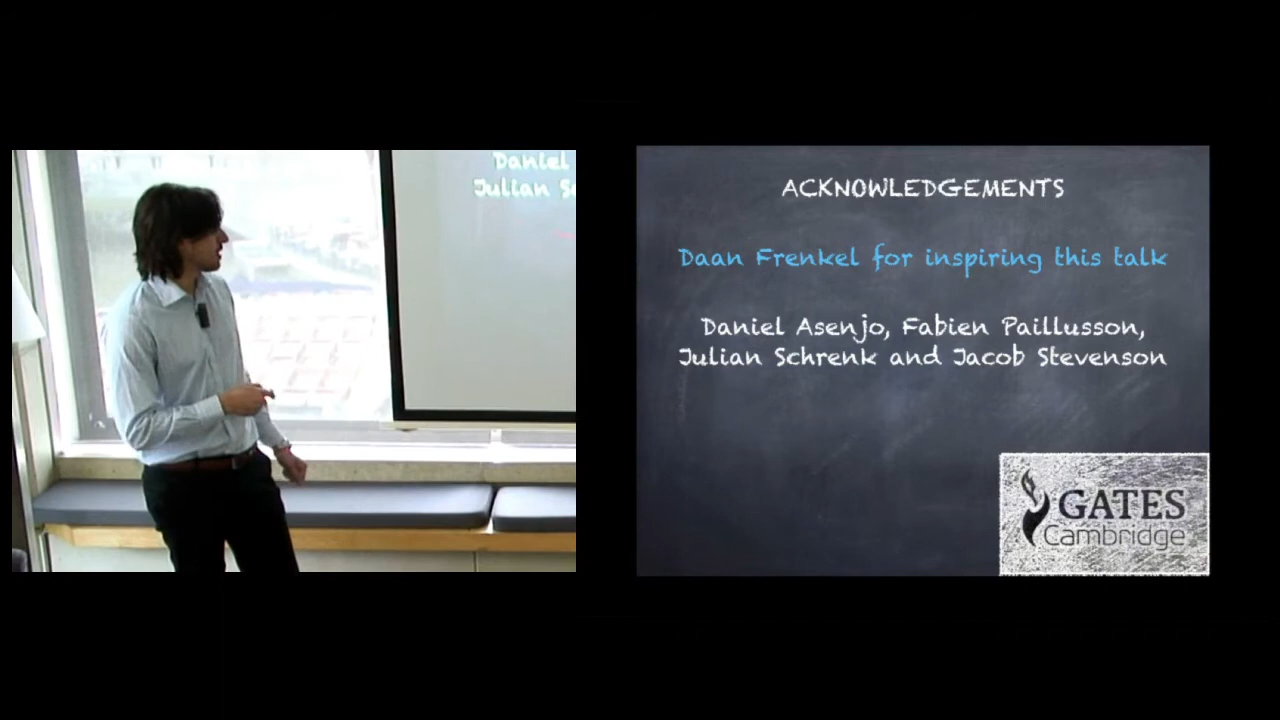 Daniel
Julian
ACKNOWLEDGEMENTS
Daan Frenkel for inspiring this talk
Daniel Asenjo, Fabien Paillusson,
Julian Schrenk and Jacob Stevenson
GATES
Cambridge